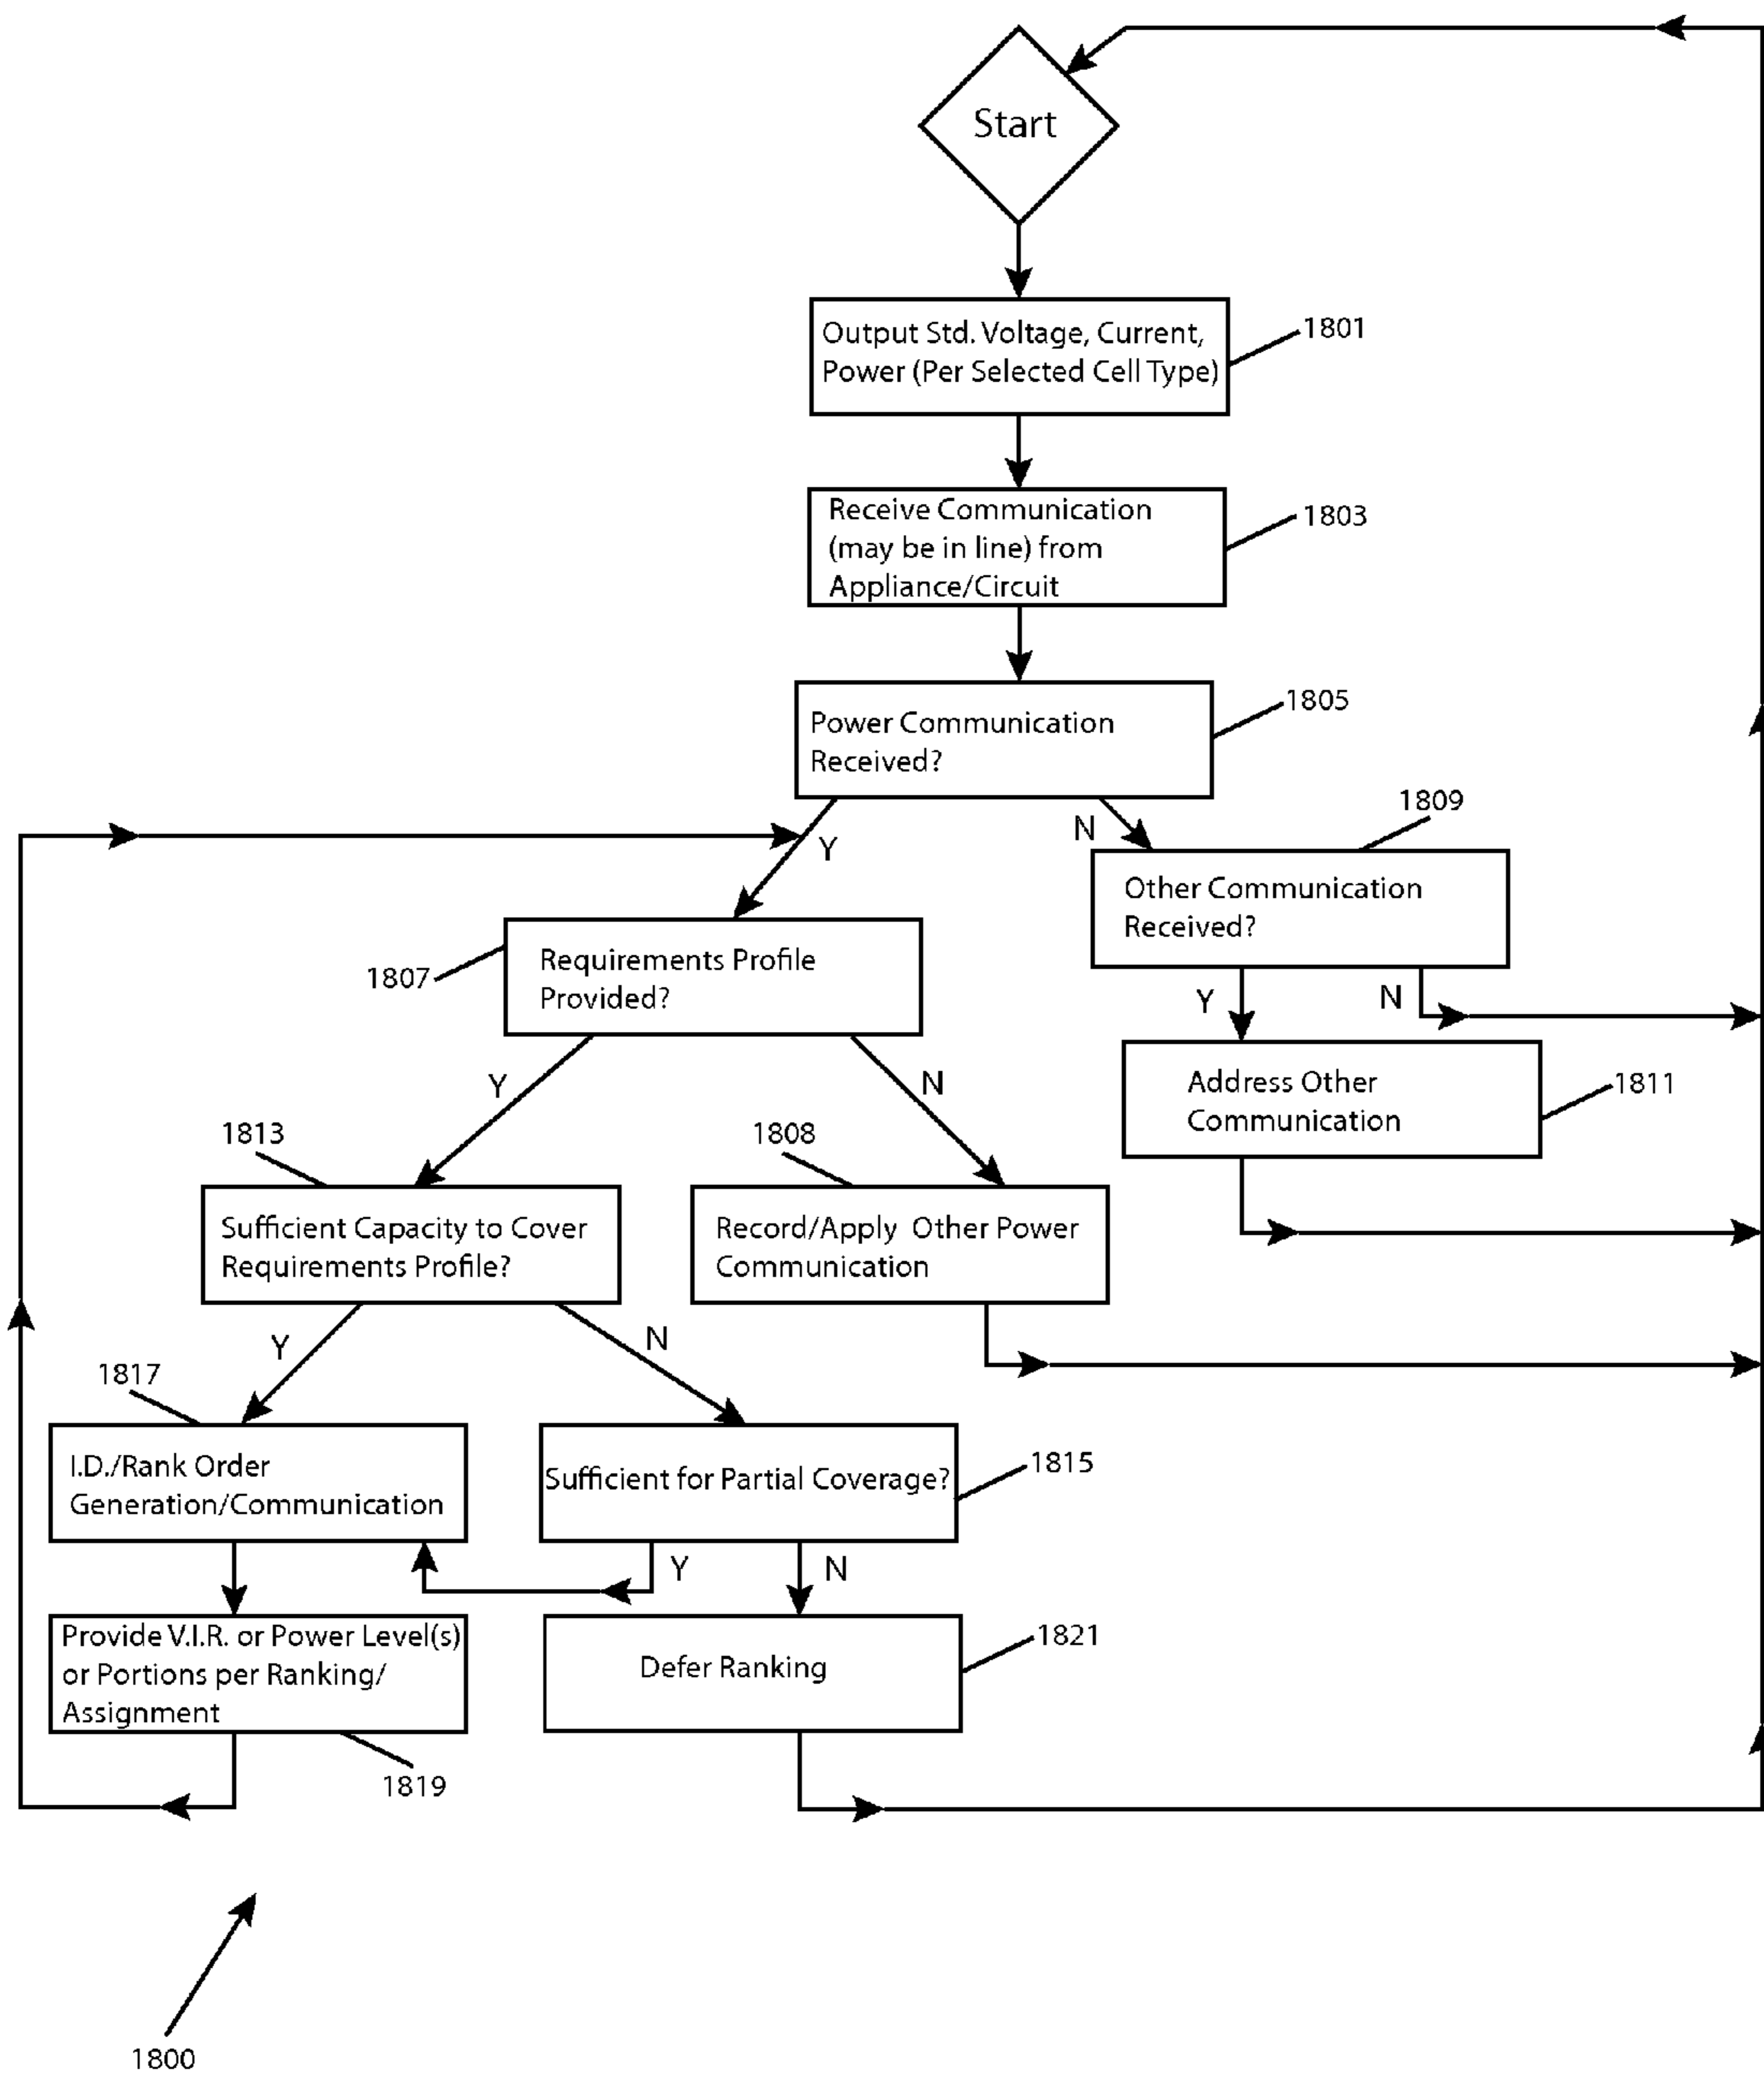 Start
Output Std. Voltage, Current,
Power (Per Selected Cell Type)
1801
Receive Communication
(may be in line) from
Appliance/Circuit
1803
Power Communication
Received?
1805
Y
N
1809
Other Communication
Received?
1807
Requirements Profile
Provided?
Y
N
Y
N
Address Other
Communication
1811
1813
1808
Sufficient Capacity to Cover
Requirements Profile?
Record/Apply Other Power
Communication
Y
N
1817
I.D./Rank Order
Generation/Communication
Sufficient for Partial Coverage?
1815
Y
N
Provide V.I.R. or Power Level(s)
or Portions per Ranking/
Assignment
Defer Ranking
1821
1819
1800